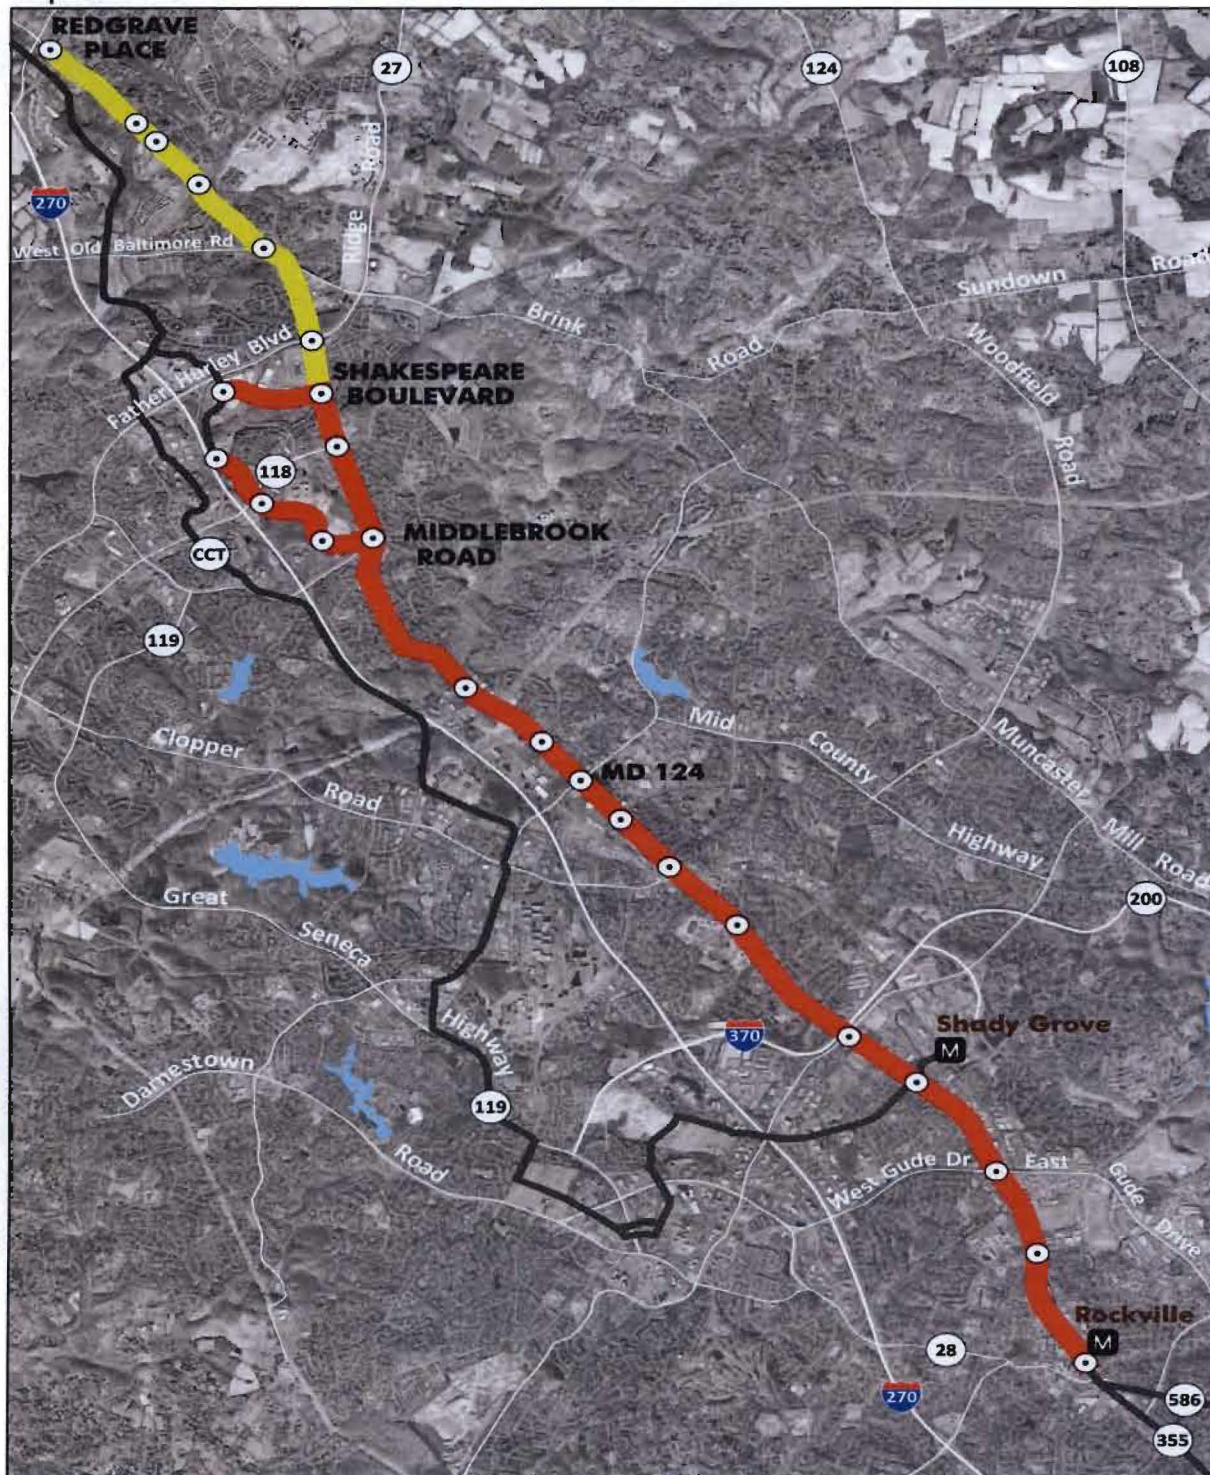 REDGRAVE
PLACE
27
124
108
270
Ridge
Road
West Old Baltimore Rd
Sundown
Road
Brink
Road
Woodfield
Road
Father Hurley Blvd
SHAKESPEARE
BOULEVARD
118
MIDDLEBROOK
ROAD
CCT
119
Clopper
Road
MD 124
Mid
County
Highway
Muncaster
Mill Road
200
Great
Seneca
Highway
119
370
Shady Grove
M
Darnestown
Road
West Gude Dr
East
Gude
Drive
Rockville
M
28
270
586
355